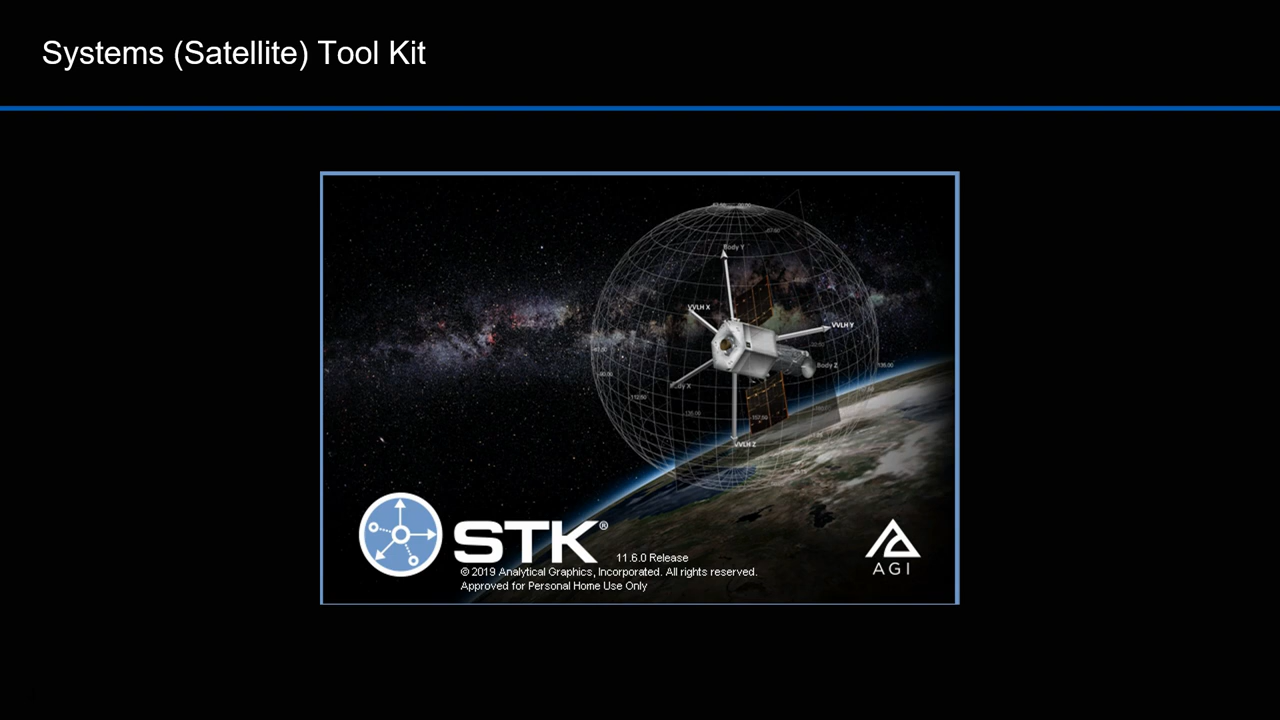 Systems (Satellite) Tool Kit
Body Y
VVLH X
VVLH Y
Body Z
Body X
VVLH Z
STK®
11.6.0 Release
© 2019 Analytical Graphics, Incorporated. All rights reserved.
Approved for Personal Home Use Only
AGI